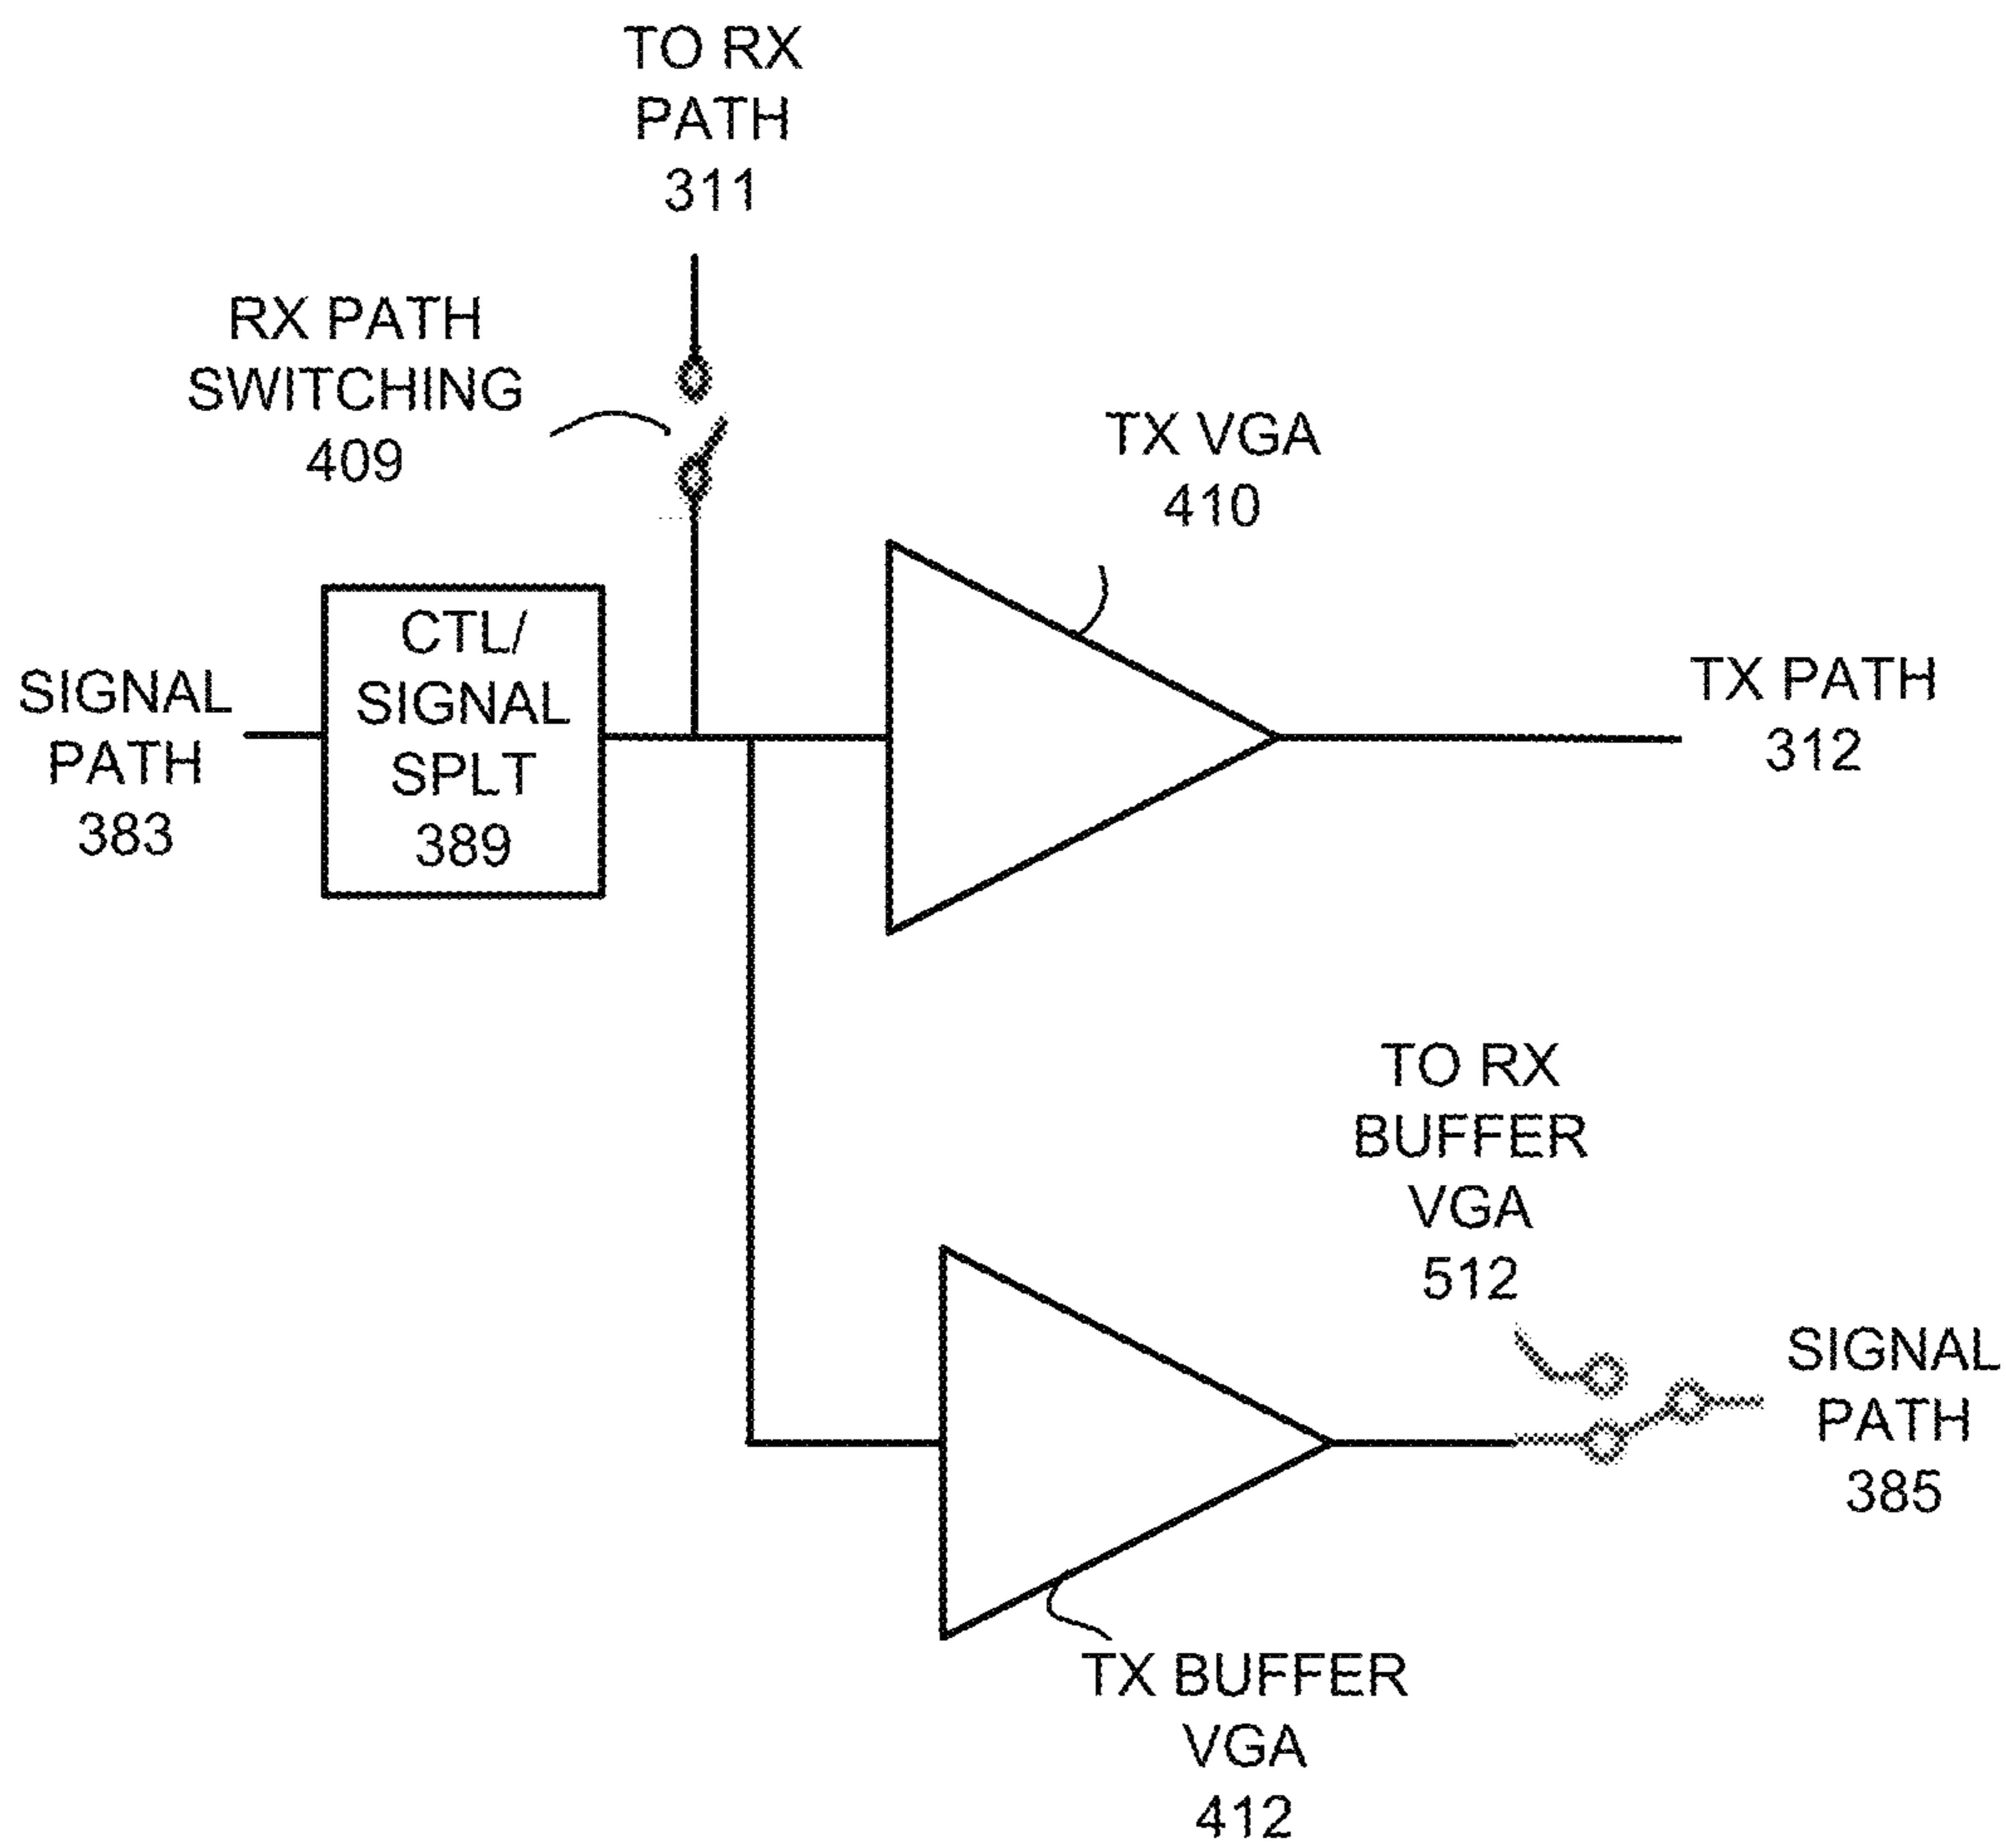 TO RX
PATH
311
RX PATH
SWITCHING
409
TX VGA
410
CTL/
SIGNAL
SPLT
389
SIGNAL
PATH
383
TX PATH
312
TO RX
BUFFER
VGA
512
SIGNAL
PATH
385
TX BUFFER
VGA
412